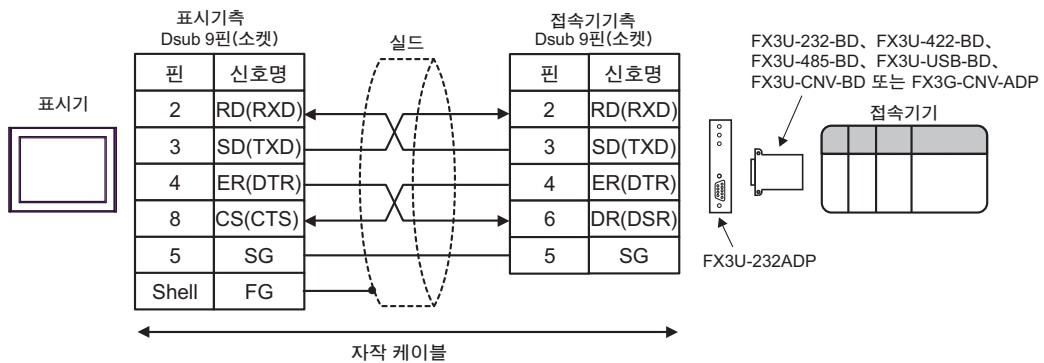 표시기측
Dsub 9핀(소켓)
핀 신호명
2 RD(RXD)
3 SD(TXD)
4 ER(DTR)
8 CS(CTS)
5 SG
Shell FG
표시기
실드
접속기기측
Dsub 9핀(소켓)
핀 신호명
2 RD(RXD)
3 SD(TXD)
4 ER(DTR)
6 DR(DSR)
5 SG
자작 케이블
FX3U-232-BD、FX3U-422-BD、
FX3U-485-BD、FX3U-USB-BD、
FX3U-CNV-BD 또는 FX3G-CNV-ADP
접속기기
FX3U-232ADP